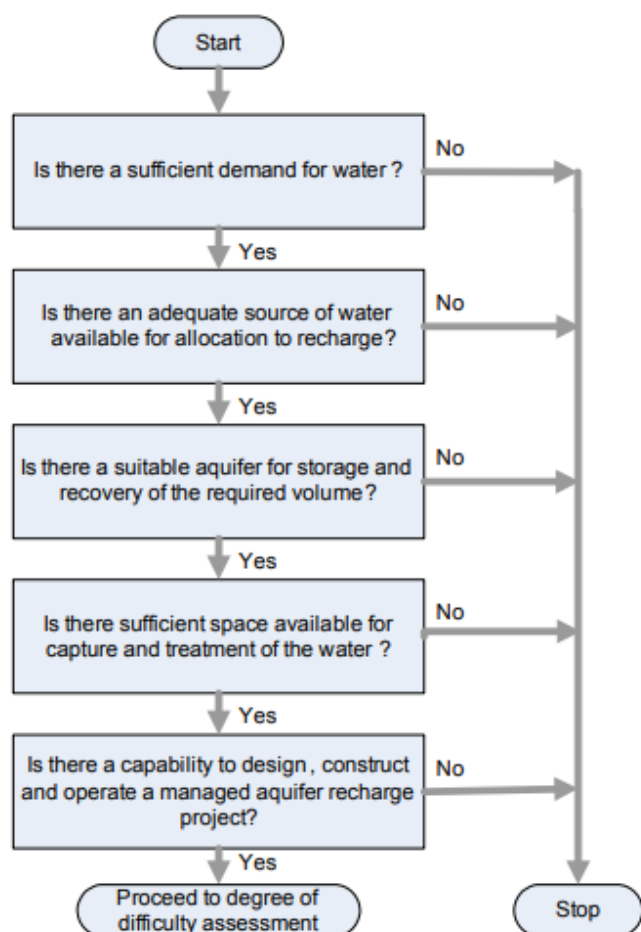 Start
Is there a sufficient demand for water ?
No
Yes
Is there an adequate source of water
available for allocation to recharge?
No
Yes
Is there a suitable aquifer for storage and
recovery of the required volume ?
No
Yes
Is there sufficient space available for
capture and treatment of the water ?
No
Yes
Is there a capability to design , construct
and operate a managed aquifer recharge
project?
No
Yes
Proceed to degree of
difficulty assessment
Stop